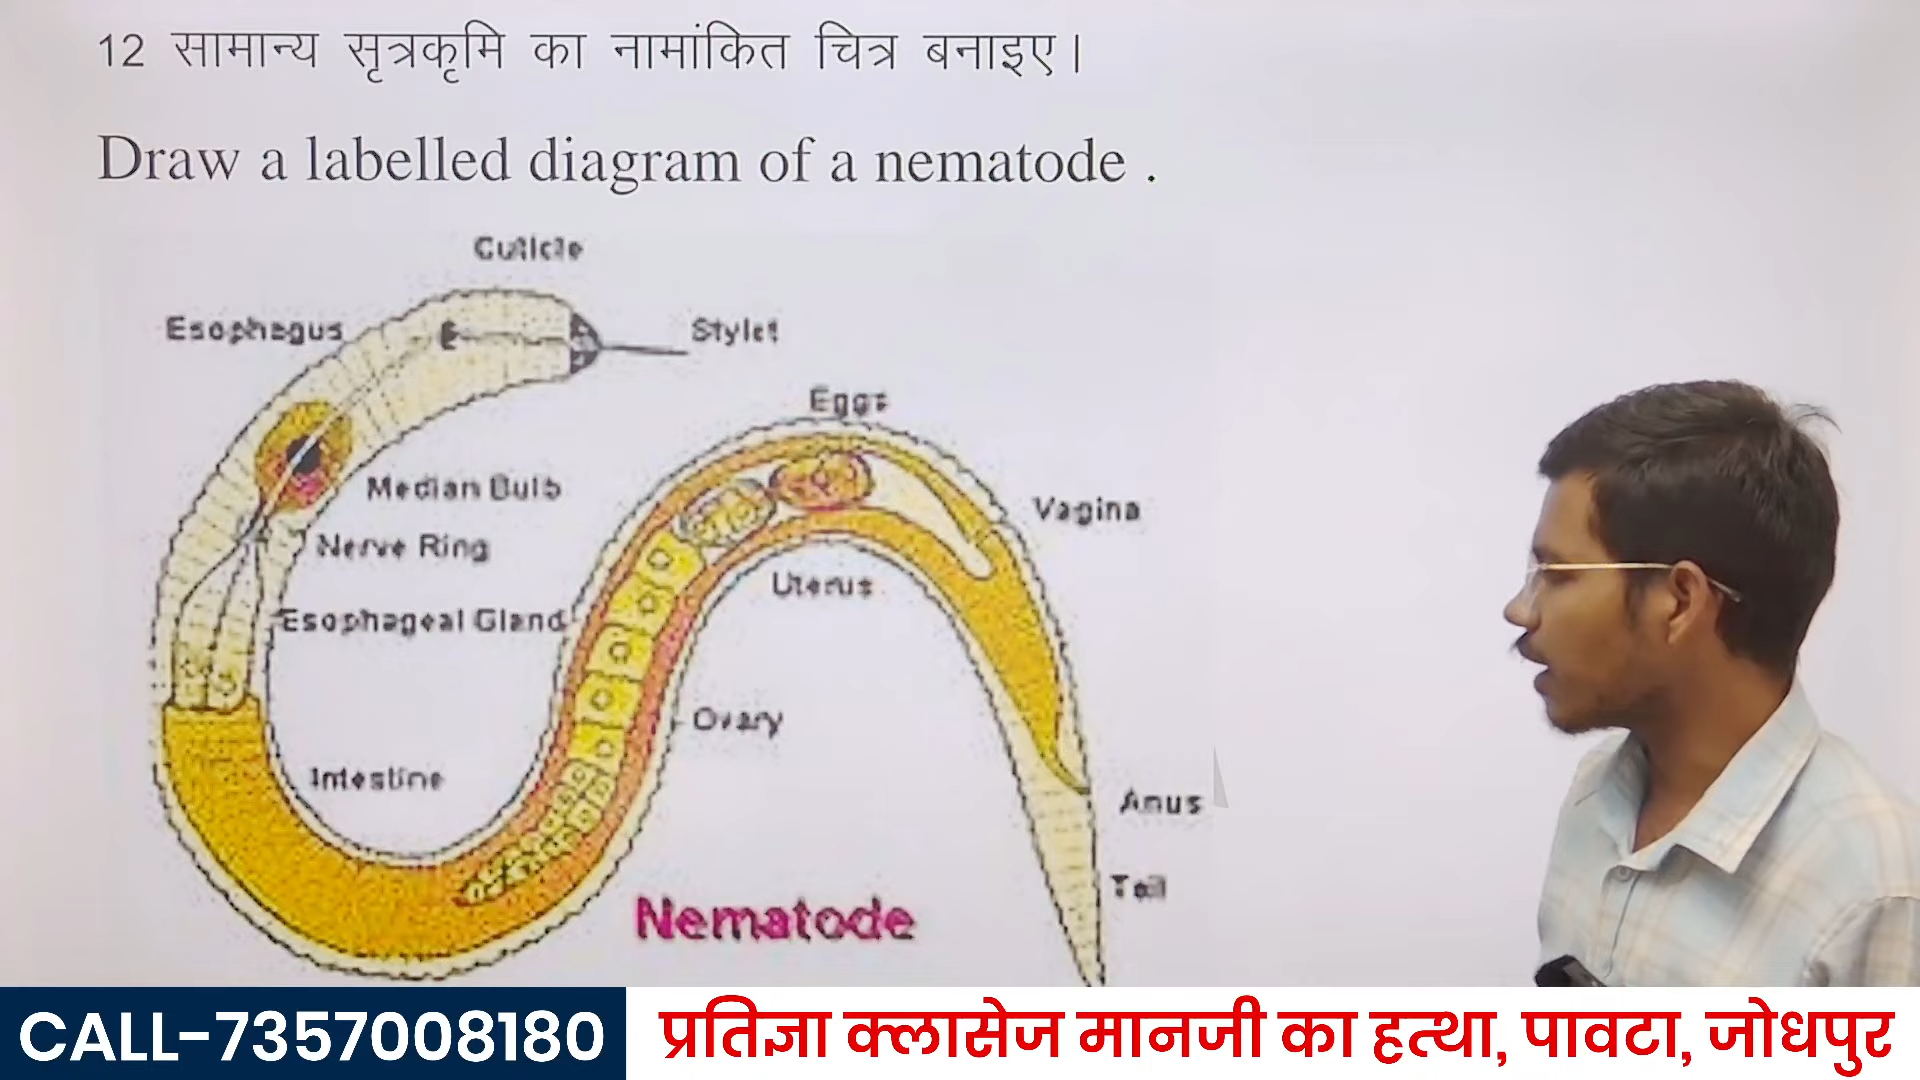 12 सामान्य सृत्रकृमि का नामांकित चित्र बनाइए।
Draw a labelled diagram of a nematode .
Cuticle
Esophagus
Stylet
Eggs
Median Bulb
Vagina
Nerve Ring
Uterus
Esophageal Gland
Ovary
Intestine
Anus
Tail
Nematode
CALL-7357008180
प्रतिज्ञा क्लासेज मानजी का हत्था, पावटा, जोधपुर